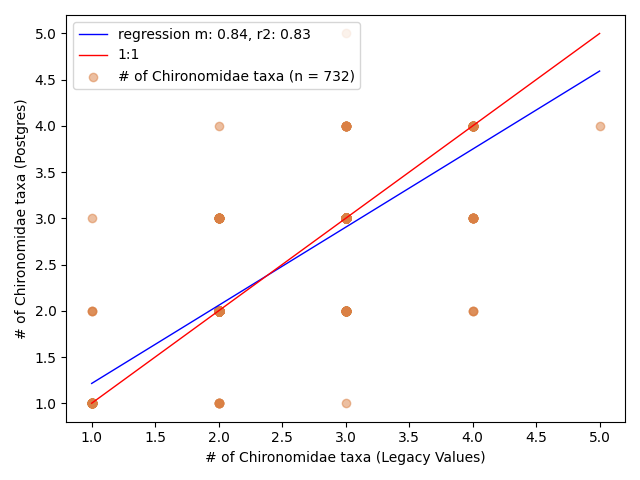 regression m: 0.84, r2: 0.83
1:1
# of Chironomidae taxa (n = 732)
# of Chironomidae taxa (Postgres)
5.0
4.5
4.0
3.5
3.0
2.5
2.0
1.5
1.0
1.0 1.5 2.0 2.5 3.0 3.5 4.0 4.5 5.0
# of Chironomidae taxa (Legacy Values)